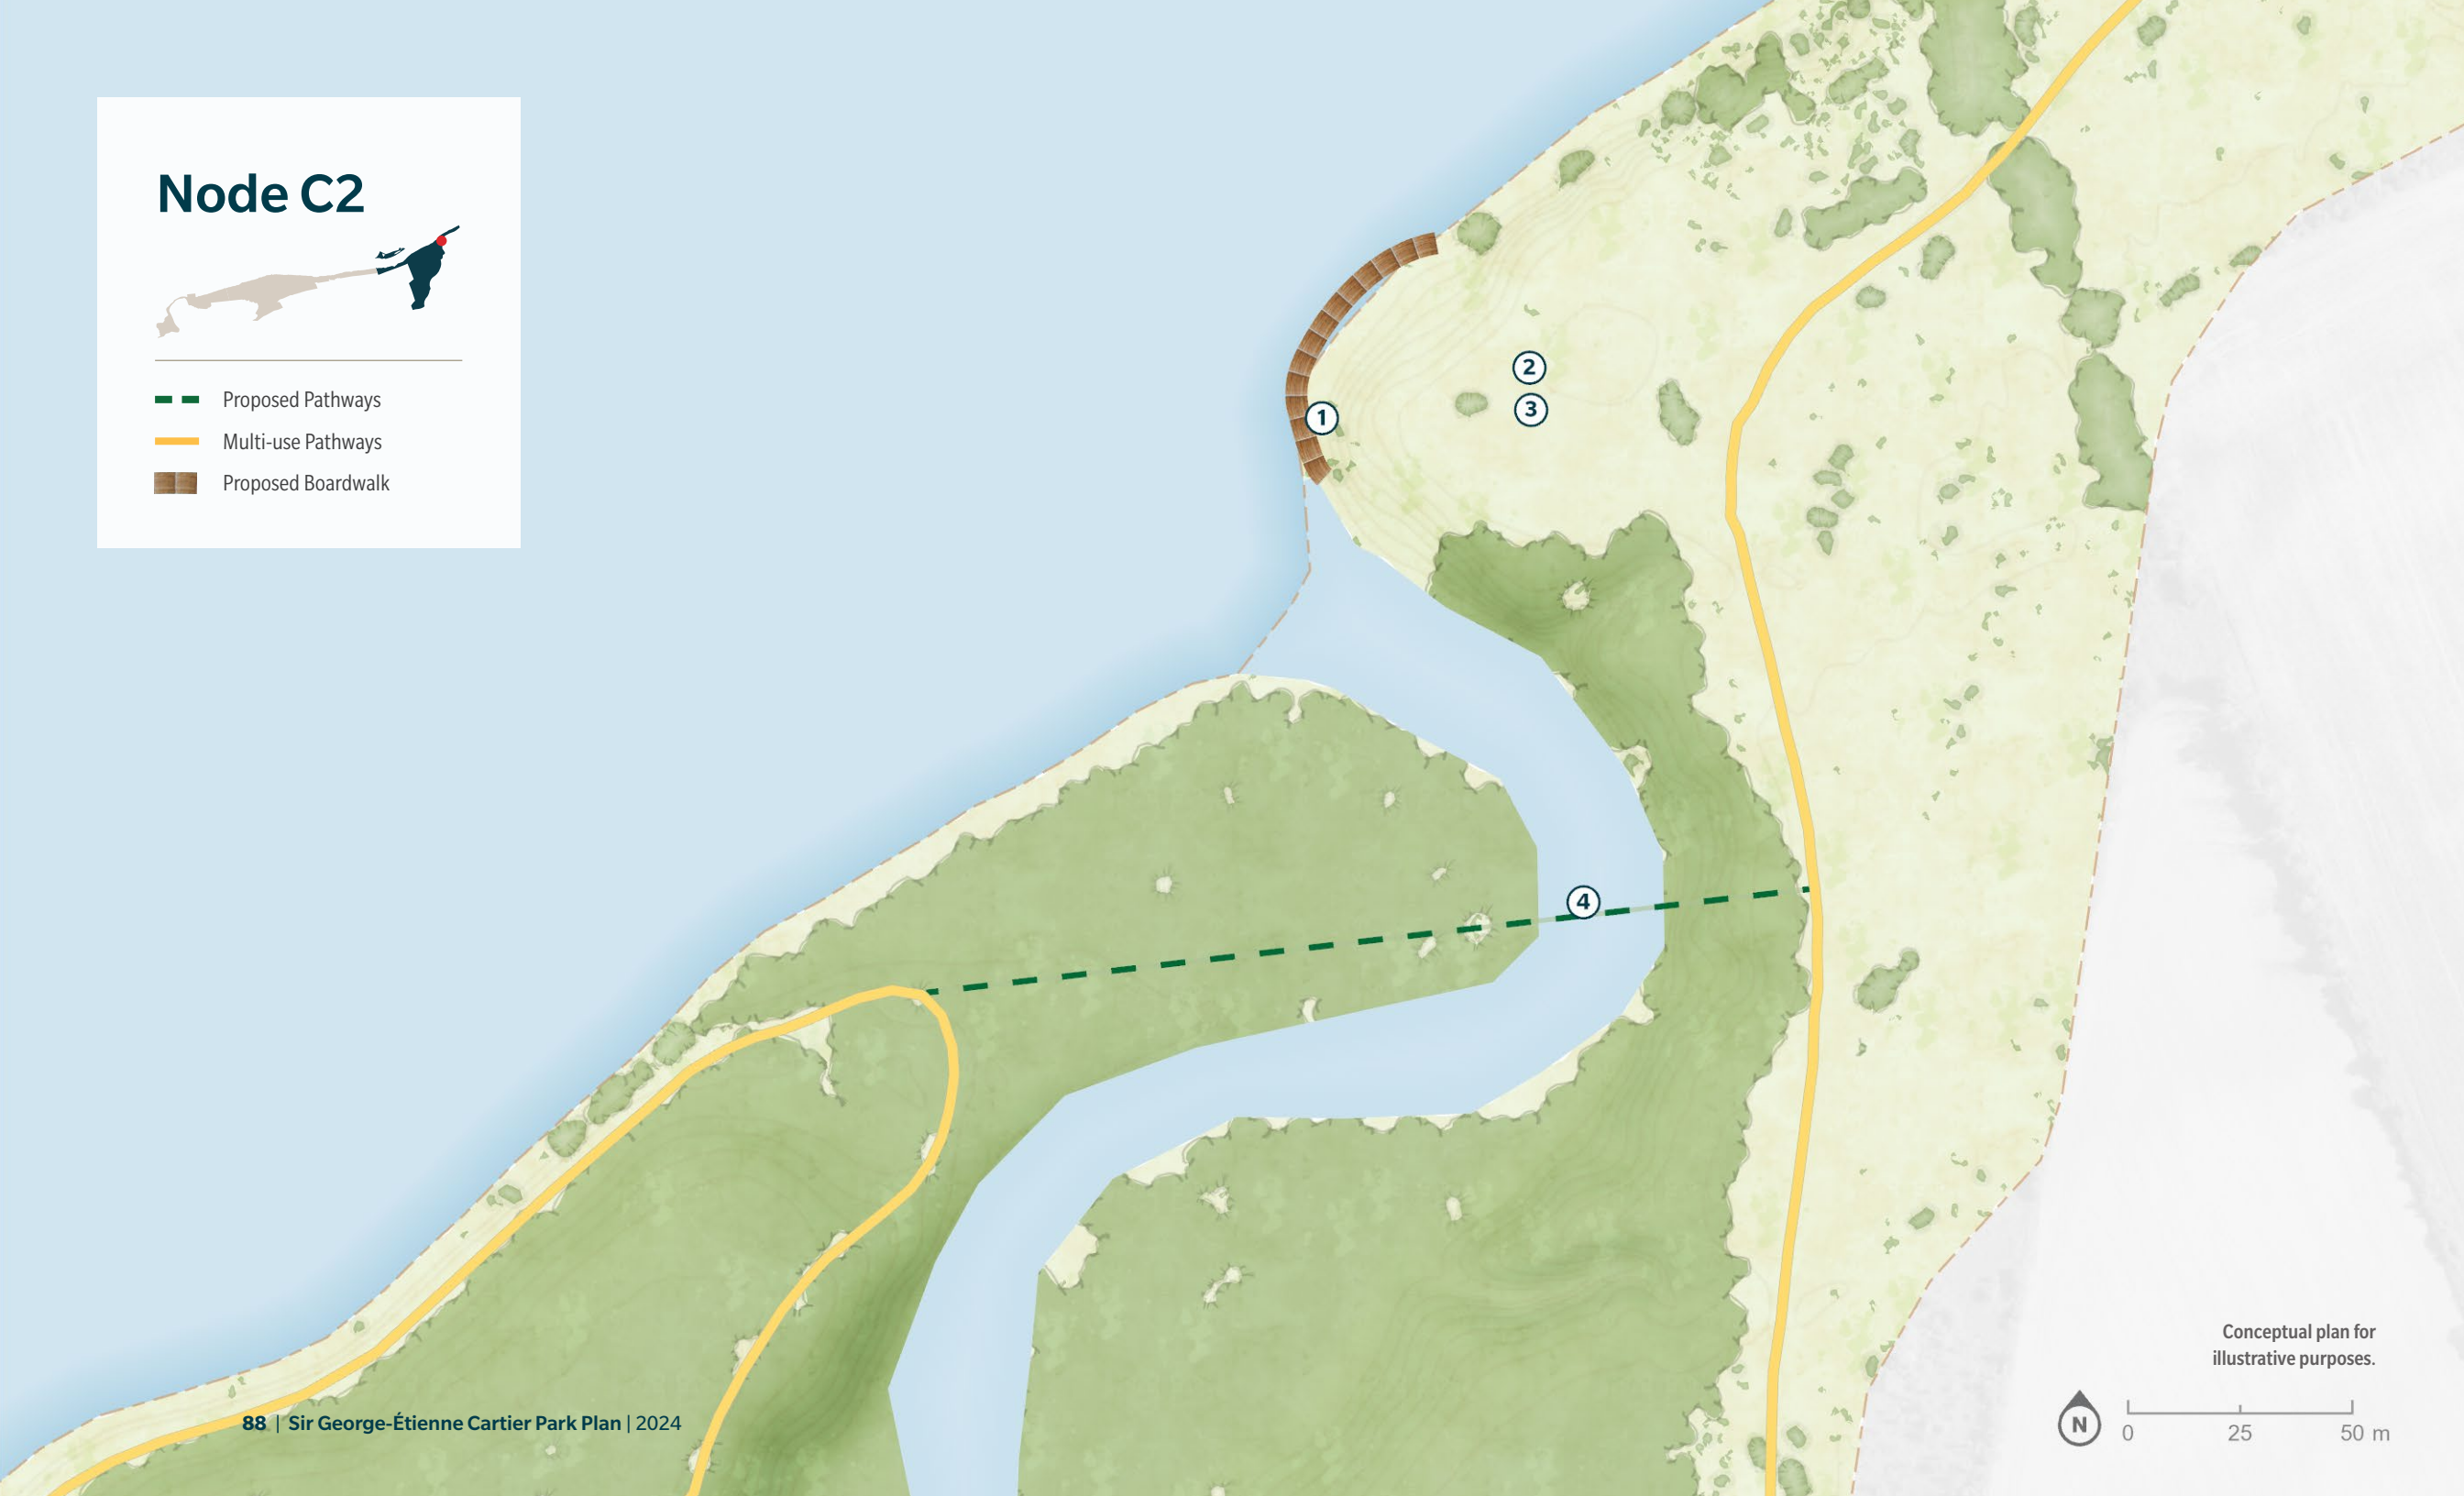 Node C2
Proposed Pathways
Multi-use Pathways
Proposed Boardwalk
2
3
1
4
Conceptual plan for
illustrative purposes.
N
0 25 50 m
88 | Sir George-Étienne Cartier Park Plan | 2024